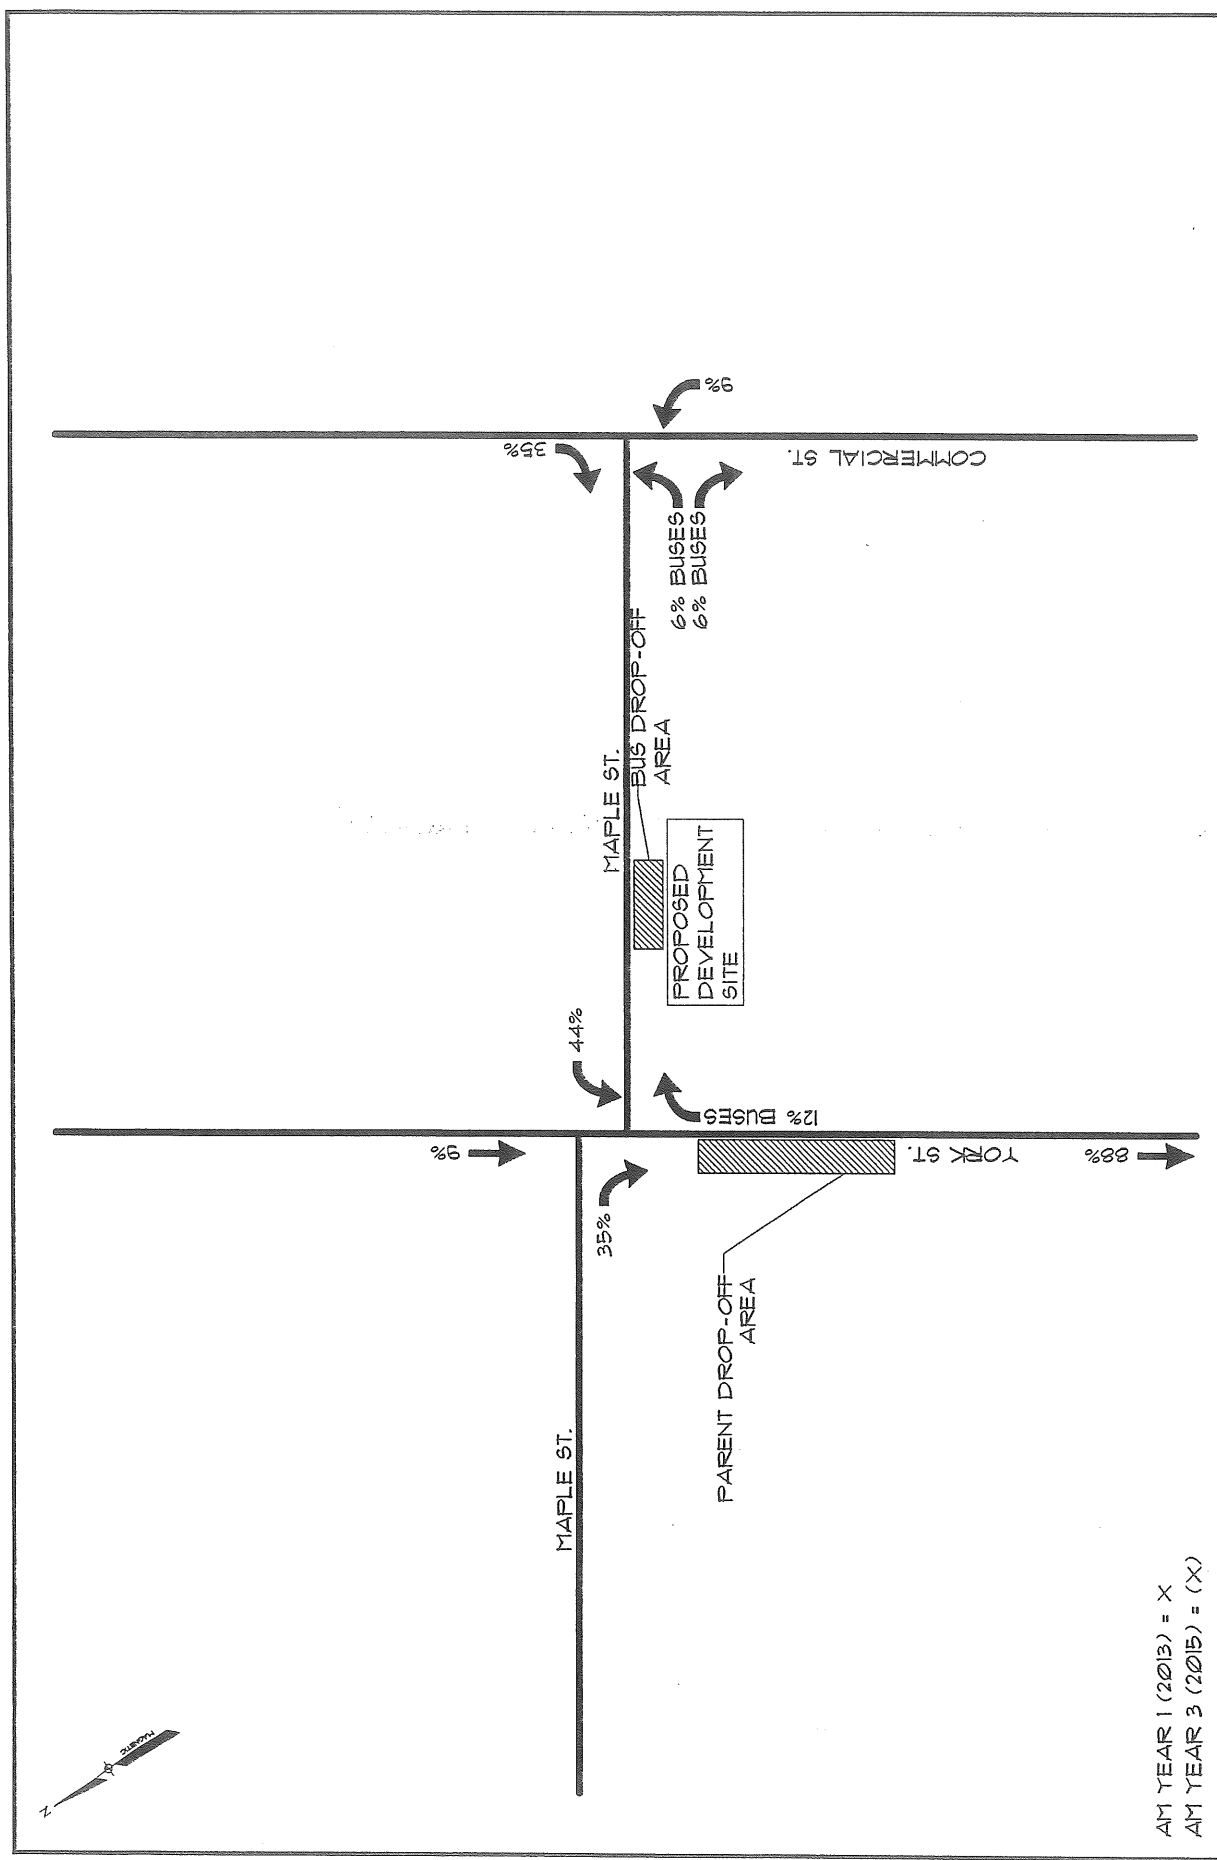 N
MAGNETIC
MAPLE ST.
MAPLE ST.
9%
35%
44%
35%
9%
12% BUSES
6% BUSES
6% BUSES
BUS DROP-OFF
AREA
PROPOSED
DEVELOPMENT
SITE
PARENT DROP-OFF
AREA
YORK ST.
COMMERCIAL ST.
88%
AM YEAR 1 (2013) = X
AM YEAR 3 (2015) = (X)